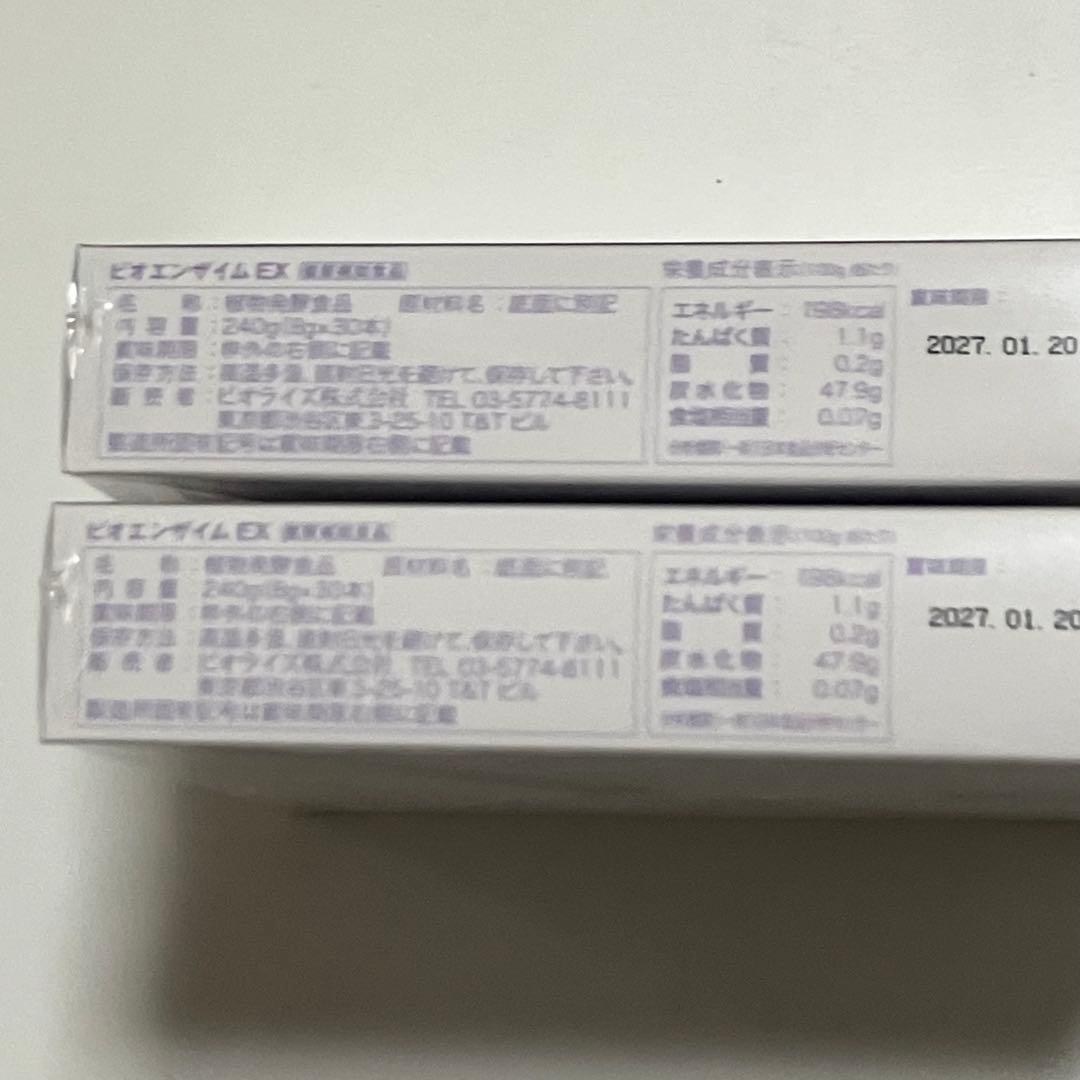 ビオエンザイム EX 健康補助食品
名称：植物発酵食品 原材料名：底面に別記
内容量：240g(8g×30本)
賞味期限：枠外の右側に記載
保存方法：高温多湿、直射日光を避けて、保存して下さい。
販売者：ビオライズ株式会社 TEL 03-5774-8111
東京都渋谷区東3-25-10 T&Tビル
製造所固有記号は賞味期限右側に記載
栄養成分表示(100g当たり)
エネルギー：198kcal
たんぱく質：1.1g
脂質：0.2g
炭水化物：47.9g
食塩相当量：0.07g
賞味期限：
2027. 01. 20
ビオエンザイム EX 健康補助食品
名称：植物発酵食品 原材料名：底面に別記
内容量：240g(8g×30本)
賞味期限：枠外の右側に記載
保存方法：高温多湿、直射日光を避けて、保存して下さい。
販売者：ビオライズ株式会社 TEL 03-5774-8111
東京都渋谷区東3-25-10 T&Tビル
製造所固有記号は賞味期限右側に記載
栄養成分表示(100g当たり)
エネルギー：198kcal
たんぱく質：1.1g
脂質：0.2g
炭水化物：47.9g
食塩相当量：0.07g
賞味期限：
2027. 01. 20